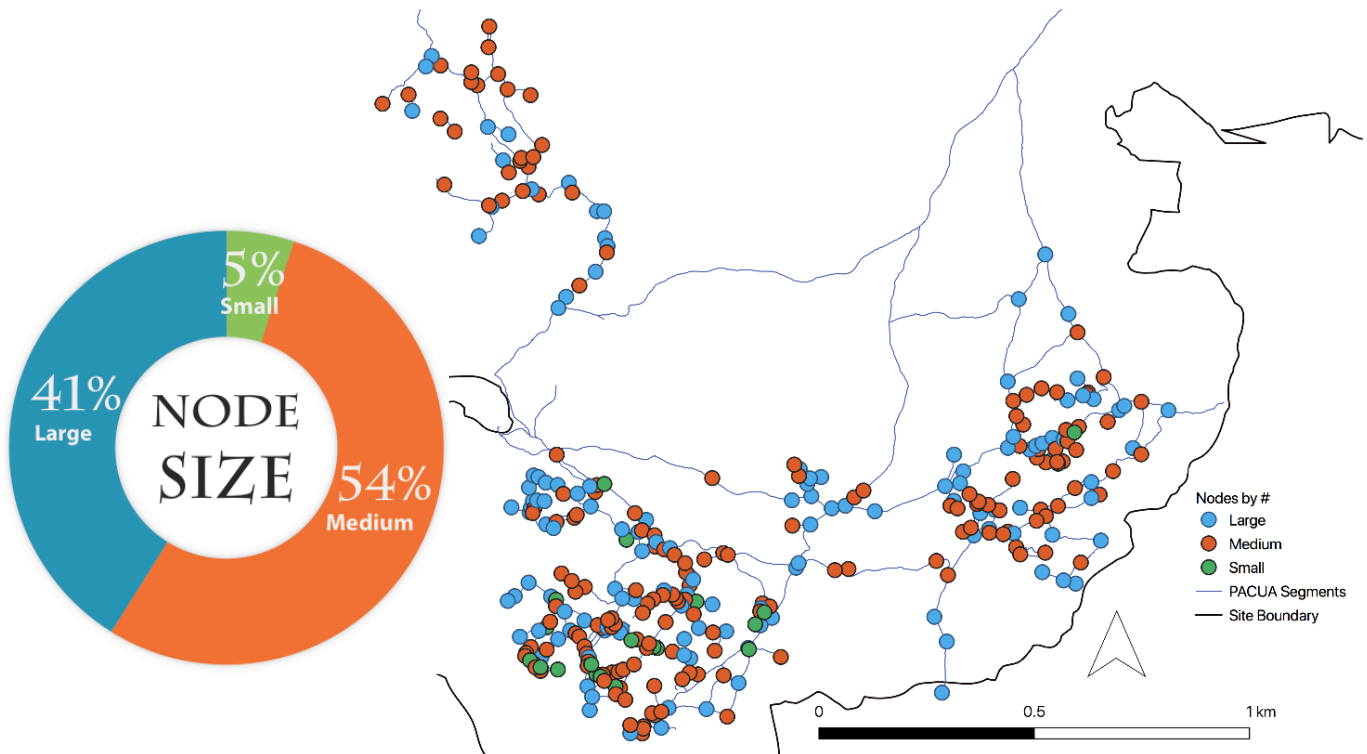 5%
Small
41%
Large
NODE
SIZE
54%
Medium
Nodes by #
Large
Medium
Small
PACUA Segments
Site Boundary
0
0.5
1 km